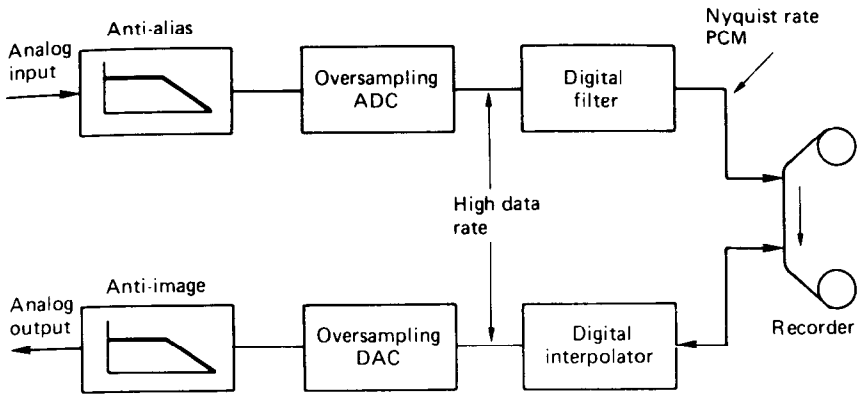 Nyquist rate
PCM
Anti-alias
Analog
input
Oversampling
ADC
Digital
filter
High data
rate
Anti-image
Analog
output
Oversampling
DAC
Digital
interpolator
Recorder